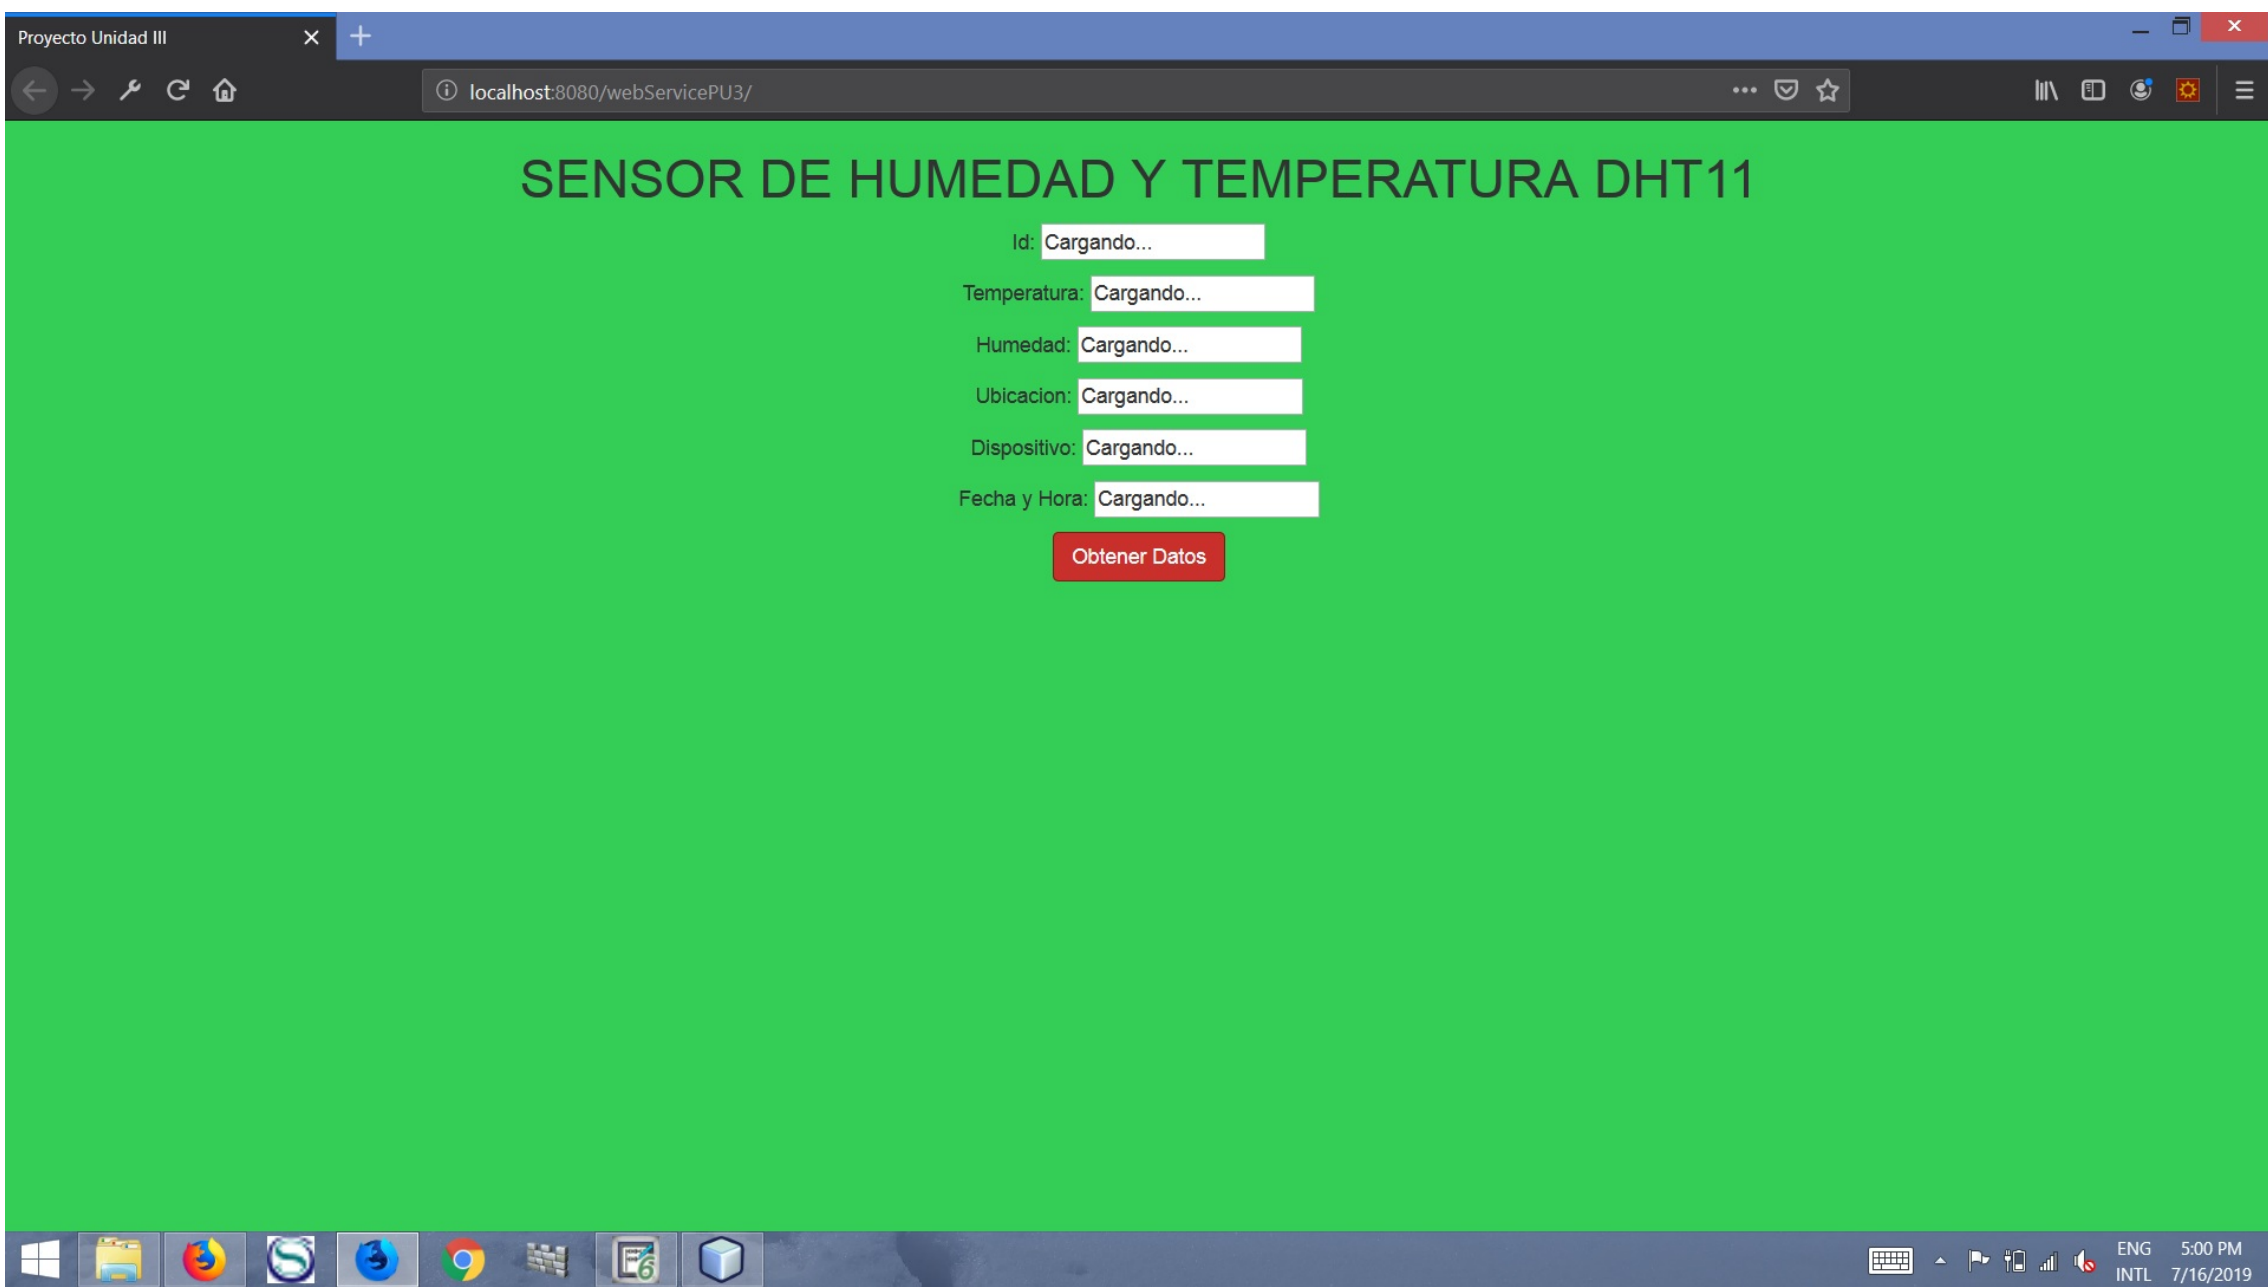 Proyecto Unidad III
localhost:8080/webServicePU3/
SENSOR DE HUMEDAD Y TEMPERATURA DHT11
Id: Cargando...
Temperatura: Cargando...
Humedad: Cargando...
Ubicacion: Cargando...
Dispositivo: Cargando...
Fecha y Hora: Cargando...
Obtener Datos
ENG 5:00 PM
INTL 7/16/2019